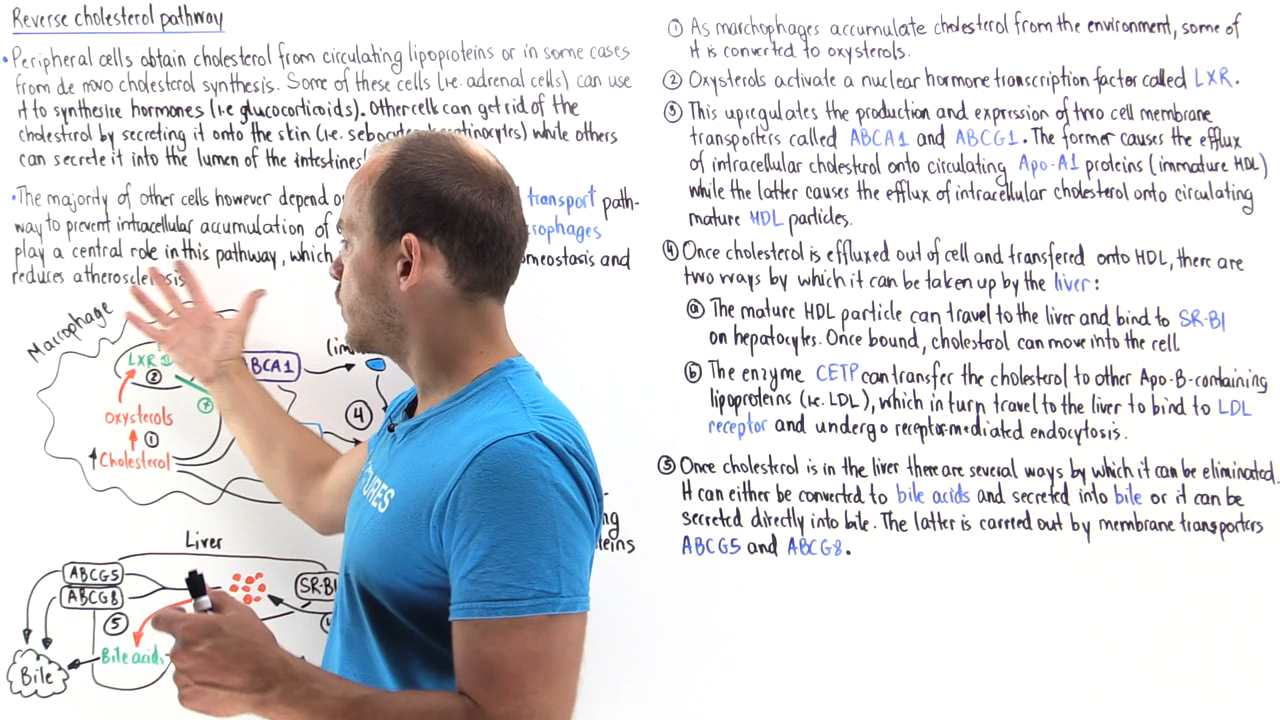 Reverse cholesterol pathway
• Peripheral cells obtain cholesterol from circulating lipoproteins or in some cases
from de novo cholesterol synthesis. Some of these cells (i.e. adrenal cells) can use
it to synthesize hormones (i.e glucocorticoids). Other cells can get rid of the
cholesterol by secreting it onto the skin (i.e. sebocytes, while others
can secrete it into the lumen of the intestines
• The majority of other cells however depend on transport path-
way to prevent intracellular accumulation of
play a central role in this pathway, which and
reduces atherosclerosis
Macrophage
LXR
②
⑦
ABCA1
④
Oxysterols
①
↑Cholesterol
Liver
ABCG5
ABCG8
SR-B1
⑤
Bile acids
Bile
① As marchophages accumulate cholesterol from the environment, some of
it is converted to oxysterols.
② Oxysterols activate a nuclear hormone transcription factor called LXR.
③ This upregulates the production and expression of two cell membrane
transporters called ABCA1 and ABCG1. The former causes the efflux
of intracellular cholesterol onto circulating Apo-A1 proteins (immature HDL)
while the latter causes the efflux of intracellular cholesterol onto circulating
mature HDL particles.
④ Once cholesterol is effluxed out of cell and transfered onto HDL, there are
two ways by which it can be taken up by the liver:
ⓐ The mature HDL particle can travel to the liver and bind to SR-B1
on hepatocytes. Once bound, cholesterol can move into the cell.
ⓑ The enzyme CETP can transfer the cholesterol to other Apo-B-containing
lipoproteins (i.e. LDL), which in turn travel to the liver to bind to LDL
receptor and undergo receptor-mediated endocytosis.
⑤ Once cholesterol is in the liver there are several ways by which it can be eliminated.
It can either be converted to bile acids and secreted into bile or it can be
secreted directly into bile. The latter is carried out by membrane transporters
ABCG5 and ABCG8.